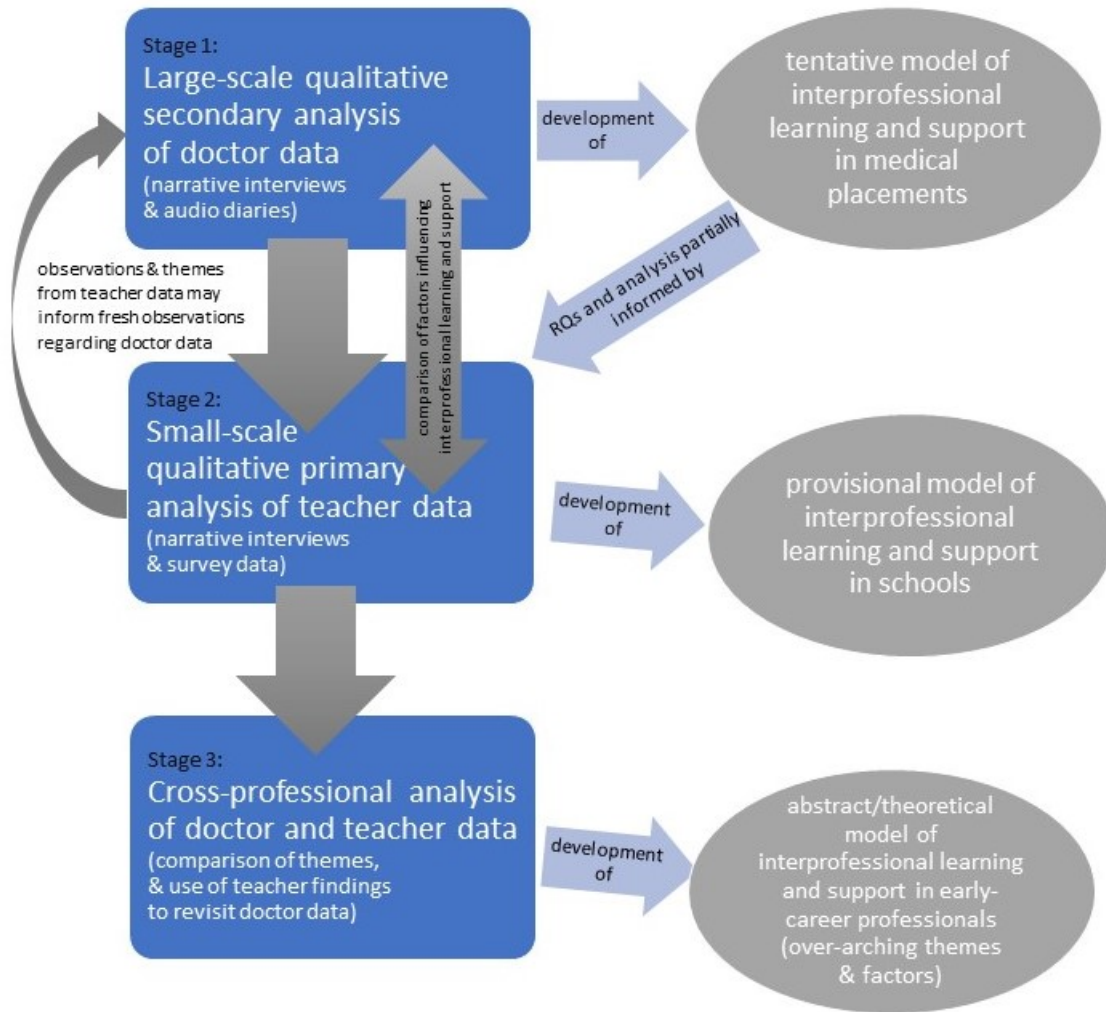 Stage 1:
Large-scale qualitative
secondary analysis
of doctor data
(narrative interviews
& audio diaries)
development
of
tentative model of
interprofessional
learning and support
in medical
placements
comparison of factors influencing
interprofessional learning and support
observations & themes
from teacher data may
inform fresh observations
regarding doctor data
RQs and analysis partially
informed by
Stage 2:
Small-scale
qualitative primary
analysis of teacher data
(narrative interviews
& survey data)
development
of
provisional model of
interprofessional
learning and support
in schools
Stage 3:
Cross-professional analysis
of doctor and teacher data
(comparison of themes,
& use of teacher findings
to revisit doctor data)
development
of
abstract/theoretical
model of
interprofessional learning
and support in early-
career professionals
(over-arching themes
& factors)